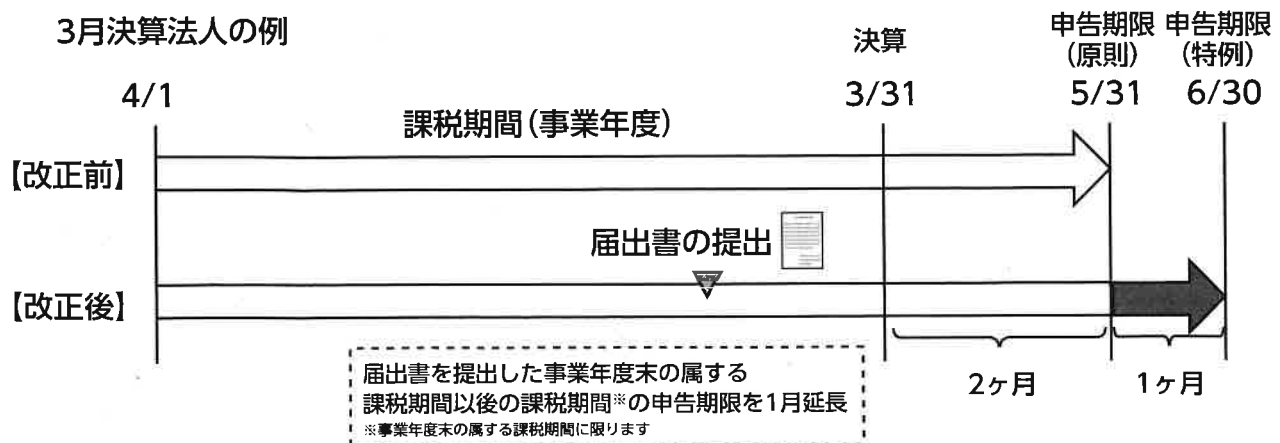 3月決算法人の例
決算
申告期限
(原則)
申告期限
(特例)
4/1
3/31
5/31
6/30
課税期間(事業年度)
【改正前】
届出書の提出
【改正後】
届出書を提出した事業年度末の属する
課税期間以後の課税期間※の申告期限を1月延長
※事業年度末の属する課税期間に限ります
2ヶ月
1ヶ月